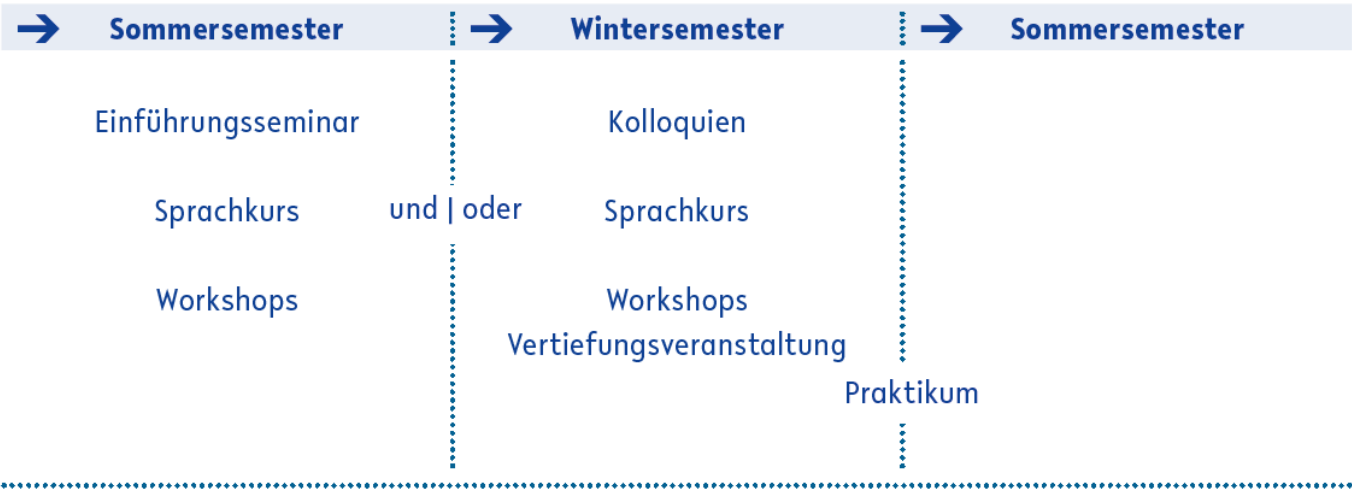 → Sommersemester → Wintersemester → Sommersemester
Einführungsseminar Kolloquien
Sprachkurs und | oder Sprachkurs
Workshops Workshops
Vertiefungsveranstaltung
Praktikum